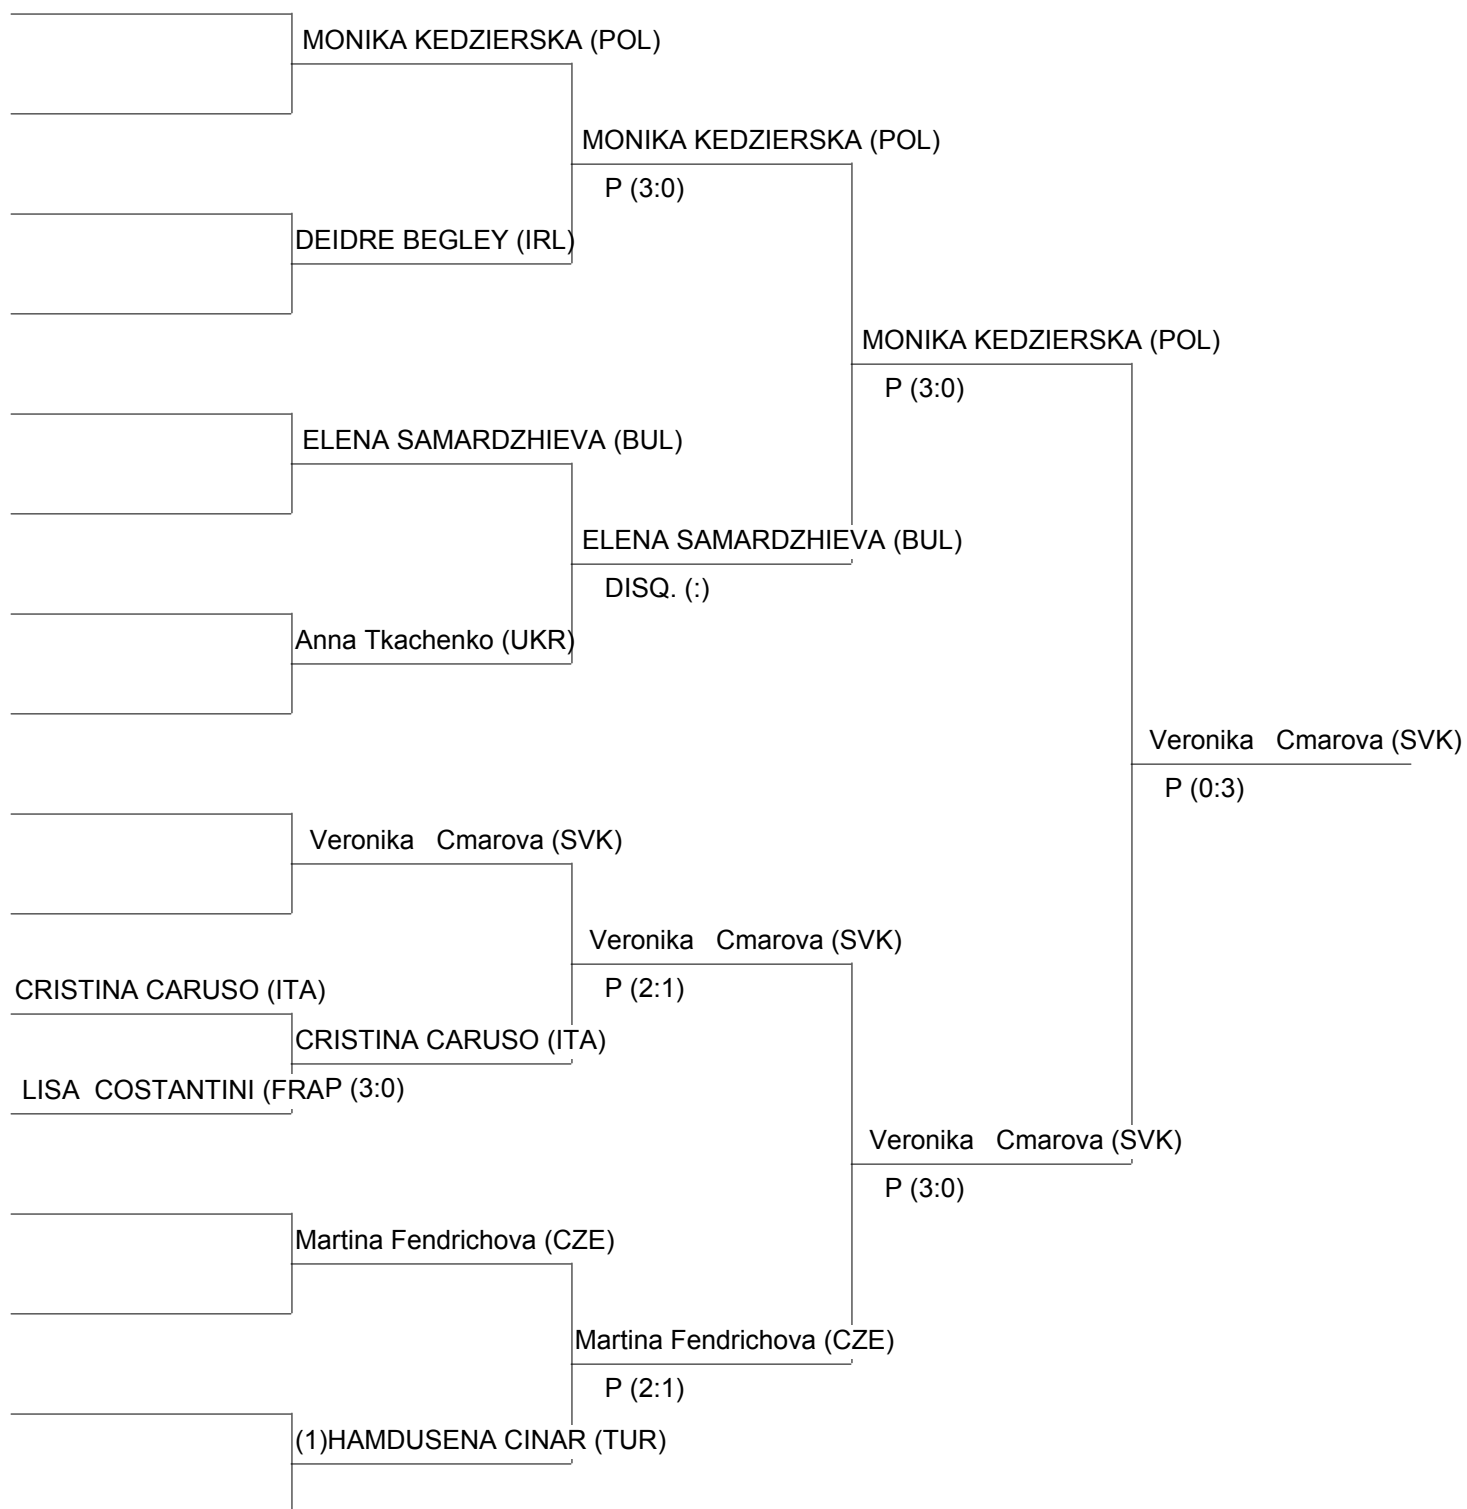 MONIKA KEDZIERSKA (POL)
MONIKA KEDZIERSKA (POL)
P (3:0)
DEIDRE BEGLEY (IRL)
MONIKA KEDZIERSKA (POL)
P (3:0)
ELENA SAMARDZHIEVA (BUL)
ELENA SAMARDZHIEVA (BUL)
DISQ. (:)
Anna Tkachenko (UKR)
Veronika Cmarova (SVK)
P (0:3)
Veronika Cmarova (SVK)
Veronika Cmarova (SVK)
P (2:1)
CRISTINA CARUSO (ITA)
CRISTINA CARUSO (ITA)
LISA COSTANTINI (FRA
P (3:0)
Veronika Cmarova (SVK)
P (3:0)
Martina Fendrichova (CZE)
Martina Fendrichova (CZE)
P (2:1)
(1)HAMDUSENA CINAR (TUR)